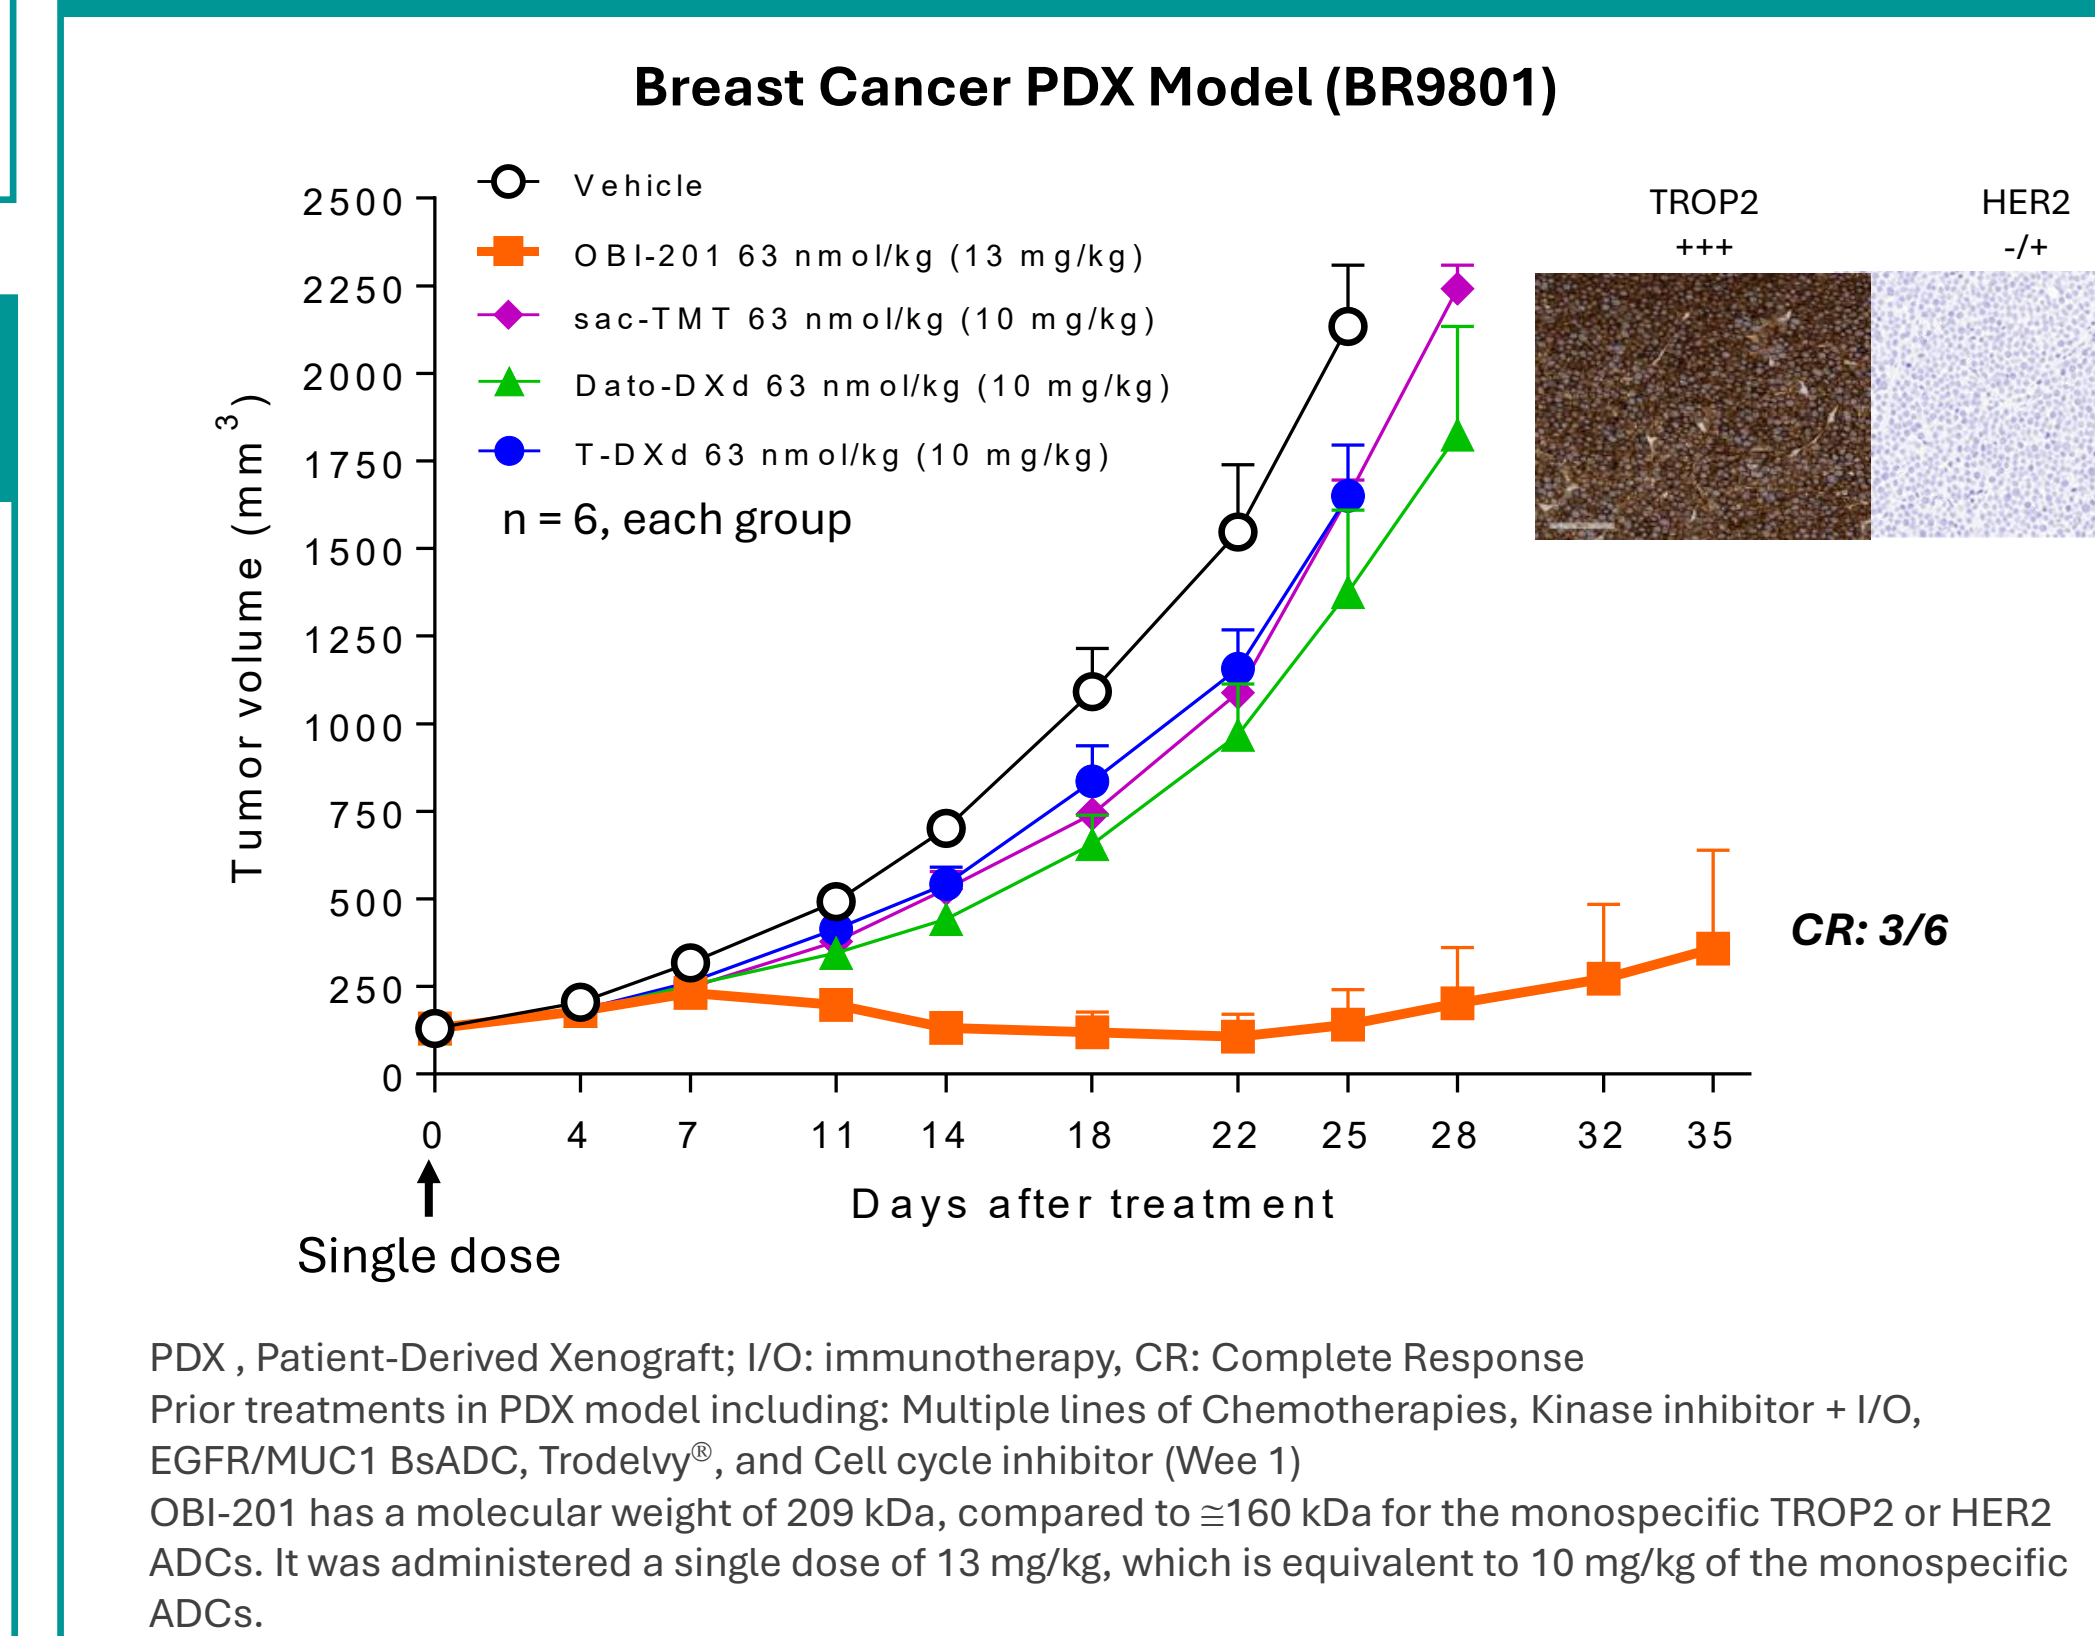 Breast Cancer PDX Model (BR9801)
Vehicle
OBI-201 63 nmol/kg (13 mg/kg)
sac-TMT 63 nmol/kg (10 mg/kg)
Dato-DXd 63 nmol/kg (10 mg/kg)
T-DXd 63 nmol/kg (10 mg/kg)
n = 6, each group
TROP2
+++
HER2
-/+
Tumor volume (mm³)
2500
2250
2000
1750
1500
1250
1000
750
500
250
0
CR: 3/6
0 4 7 11 14 18 22 25 28 32 35
Days after treatment
Single dose
PDX , Patient-Derived Xenograft; I/O: immunotherapy, CR: Complete Response
Prior treatments in PDX model including: Multiple lines of Chemotherapies, Kinase inhibitor + I/O,
EGFR/MUC1 BsADC, Trodelvy®, and Cell cycle inhibitor (Wee 1)
OBI-201 has a molecular weight of 209 kDa, compared to ≅160 kDa for the monospecific TROP2 or HER2
ADCs. It was administered a single dose of 13 mg/kg, which is equivalent to 10 mg/kg of the monospecific
ADCs.